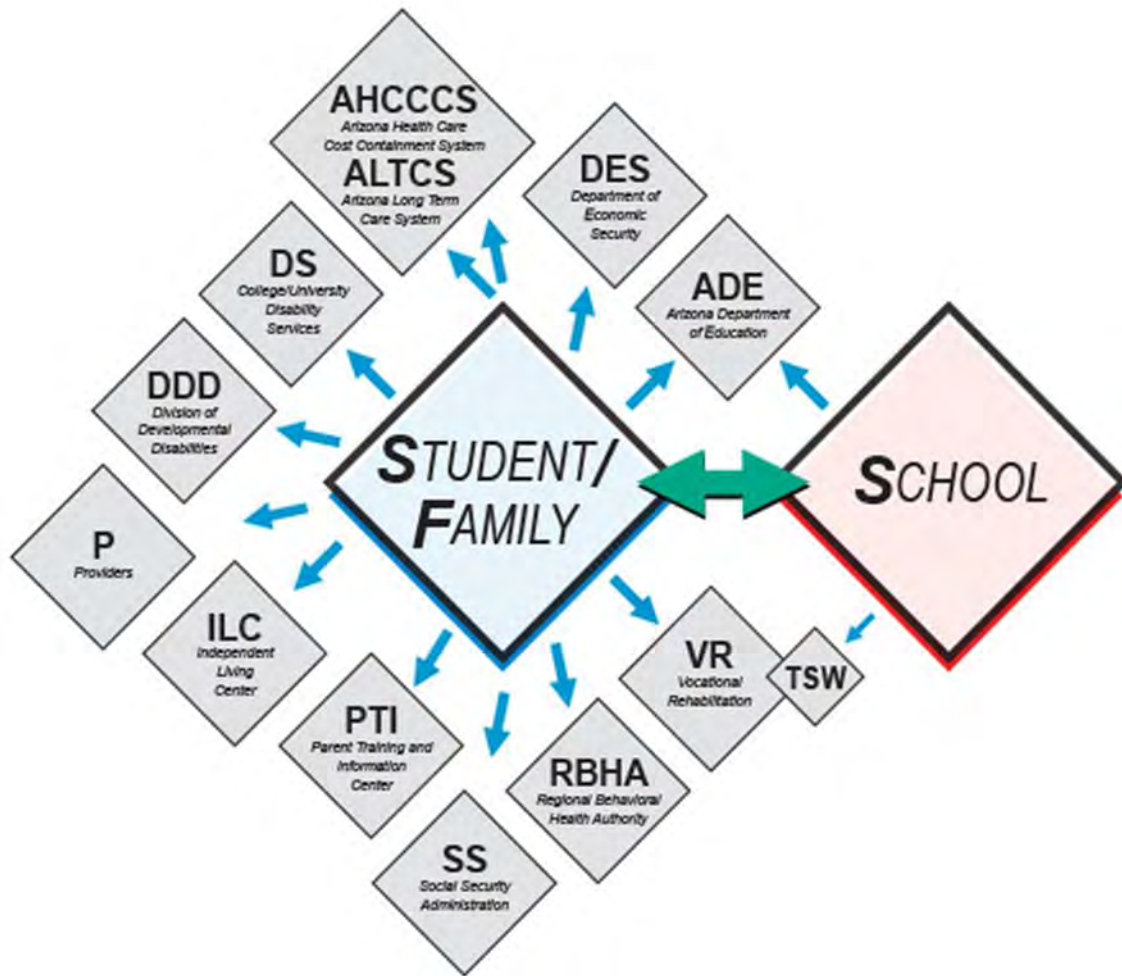 AHCCCS
Arizona Health Care
Cost Containment System
ALTCS
Arizona Long Term
Care System
DES
Department of
Economic
Security
DS
College/University
Disability
Services
ADE
Arizona Department
of Education
DDD
Division of
Developmental
Disabilities
STUDENT/
FAMILY
SCHOOL
P
Providers
ILC
Independent
Living
Center
VR
Vocational
Rehabilitation
TSW
PTI
Parent Training and
Information
Center
RBHA
Regional Behavioral
Health Authority
SS
Social Security
Administration